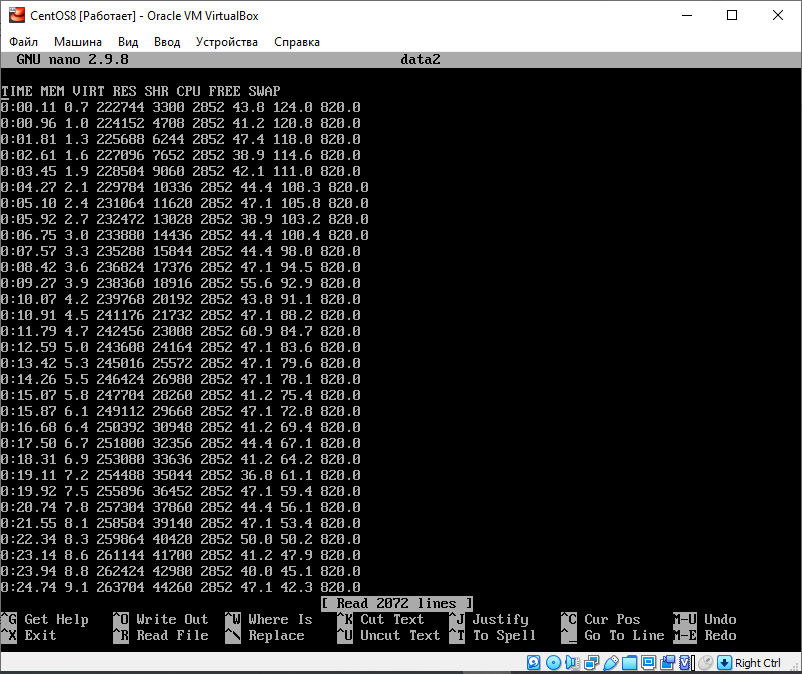 CentOS8 [Работает] - Oracle VM VirtualBox
Файл Машина Вид Ввод Устройства Справка
GNU nano 2.9.8 data2
TIME MEM VIRT RES SHR CPU FREE SWAP
0:00.11 0.7 222744 3300 2852 43.8 124.0 820.0
0:00.96 1.0 224152 4708 2852 41.2 120.8 820.0
0:01.81 1.3 225688 6244 2852 47.4 118.0 820.0
0:02.61 1.6 227096 7652 2852 38.9 114.6 820.0
0:03.45 1.9 228504 9060 2852 42.1 111.0 820.0
0:04.27 2.1 229784 10336 2852 44.4 108.3 820.0
0:05.10 2.4 231064 11620 2852 47.1 105.8 820.0
0:05.92 2.7 232472 13028 2852 38.9 103.2 820.0
0:06.75 3.0 233880 14436 2852 44.4 100.4 820.0
0:07.57 3.3 235288 15844 2852 44.4 98.0 820.0
0:08.42 3.6 236824 17376 2852 47.1 94.5 820.0
0:09.27 3.9 238360 18916 2852 55.6 92.9 820.0
0:10.07 4.2 239768 20192 2852 43.8 91.1 820.0
0:10.91 4.5 241176 21732 2852 47.1 88.2 820.0
0:11.79 4.7 242456 23008 2852 60.9 84.7 820.0
0:12.59 5.0 243608 24164 2852 47.1 83.6 820.0
0:13.42 5.3 245016 25572 2852 47.1 79.6 820.0
0:14.26 5.5 246424 26980 2852 47.1 78.1 820.0
0:15.07 5.8 247704 28260 2852 41.2 75.4 820.0
0:15.87 6.1 249112 29668 2852 47.1 72.8 820.0
0:16.68 6.4 250392 30948 2852 41.2 69.4 820.0
0:17.50 6.7 251800 32356 2852 44.4 67.1 820.0
0:18.31 6.9 253080 33636 2852 41.2 64.2 820.0
0:19.11 7.2 254488 35044 2852 36.8 61.1 820.0
0:19.92 7.5 255896 36452 2852 47.1 59.4 820.0
0:20.74 7.8 257304 37860 2852 44.4 56.1 820.0
0:21.55 8.1 258584 39140 2852 47.1 53.4 820.0
0:22.34 8.3 259864 40420 2852 50.0 50.2 820.0
0:23.14 8.6 261144 41700 2852 41.2 47.9 820.0
0:23.94 8.8 262424 42980 2852 40.0 45.1 820.0
0:24.74 9.1 263704 44260 2852 47.1 42.3 820.0
[ Read 2072 lines ]
^G Get Help ^O Write Out ^W Where Is ^K Cut Text ^J Justify ^C Cur Pos M-U Undo
^X Exit ^R Read File ^\ Replace ^U Uncut Text ^T To Spell ^_ Go To Line M-E Redo
Right Ctrl